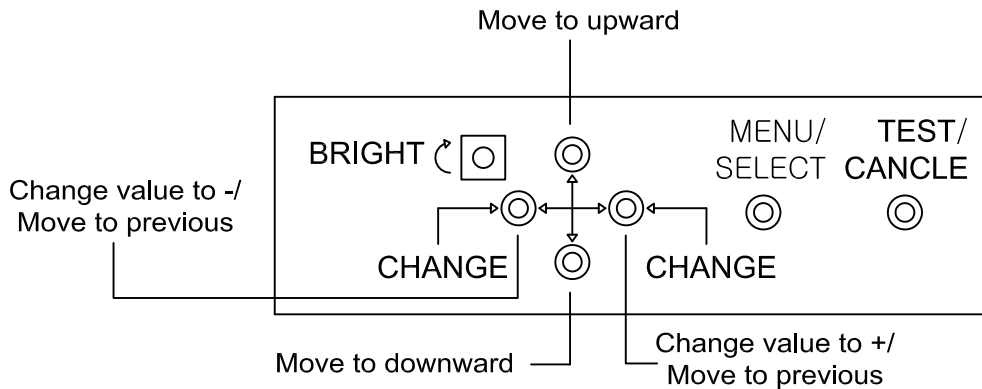 Move to upward
BRIGHT
MENU/
SELECT
TEST/
CANCLE
Change value to -/
Move to previous
CHANGE
CHANGE
Move to downward
Change value to +/
Move to previous